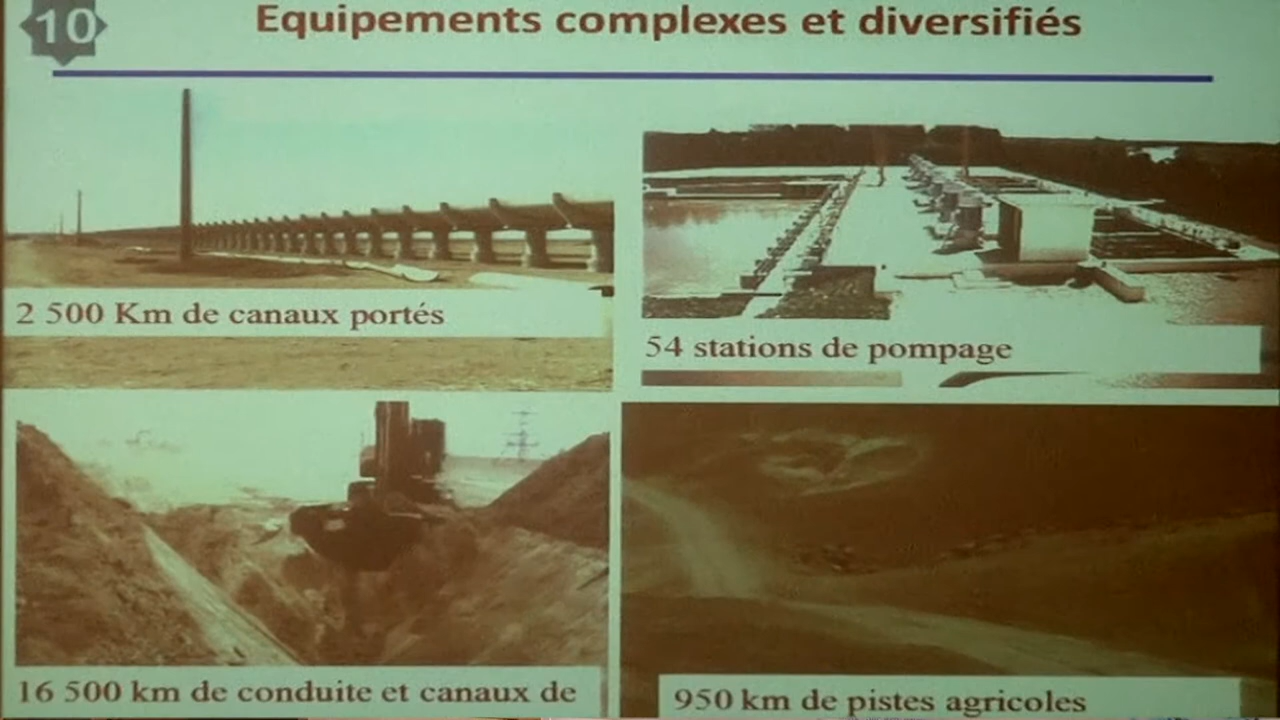 10
Equipements complexes et diversifiés
2 500 Km de canaux portés
54 stations de pompage
16 500 km de conduite et canaux de
950 km de pistes agricoles